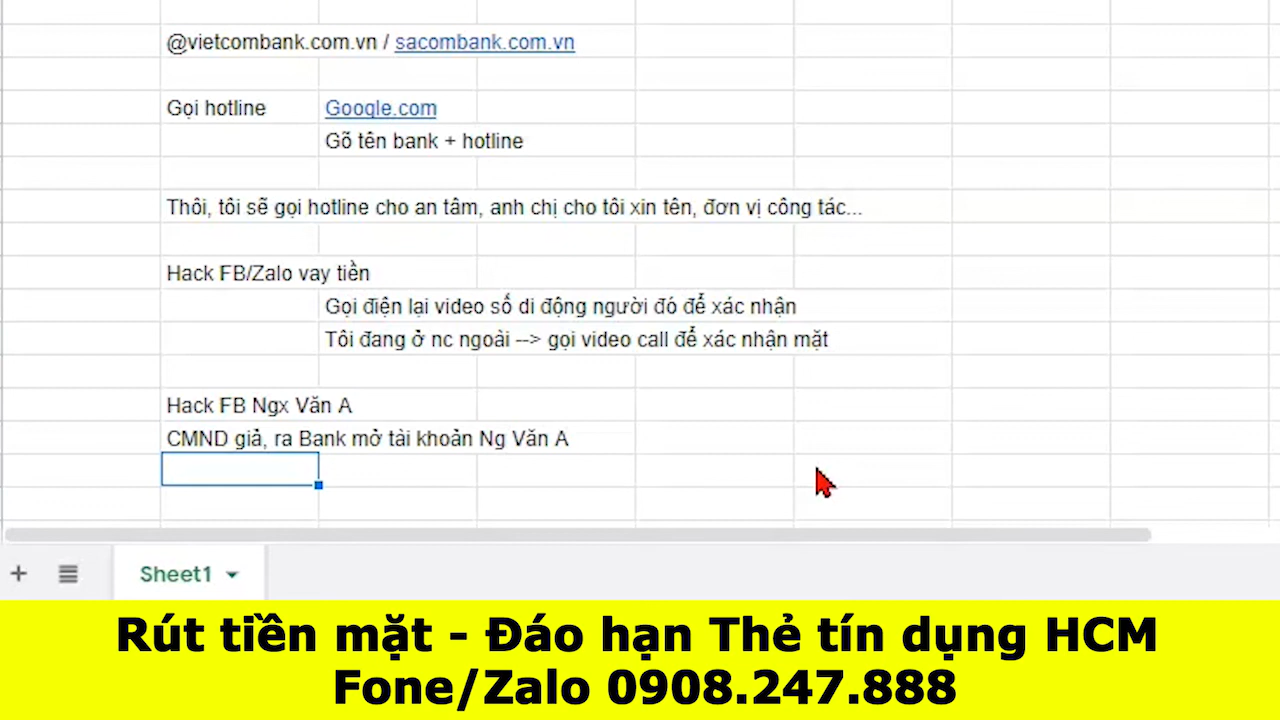 @vietcombank.com.vn / sacombank.com.vn
Gọi hotline Google.com
Gõ tên bank + hotline
Thôi, tôi sẽ gọi hotline cho an tâm, anh chị cho tôi xin tên, đơn vị công tác...
Hack FB/Zalo vay tiền
Gọi điện lại video số di động người đó để xác nhận
Tôi đang ở nc ngoài --> gọi video call để xác nhận mặt
Hack FB Ngx Văn A
CMND giả, ra Bank mở tài khoản Ng Văn A
+ Sheet1
Rút tiền mặt - Đáo hạn Thẻ tín dụng HCM
Fone/Zalo 0908.247.888